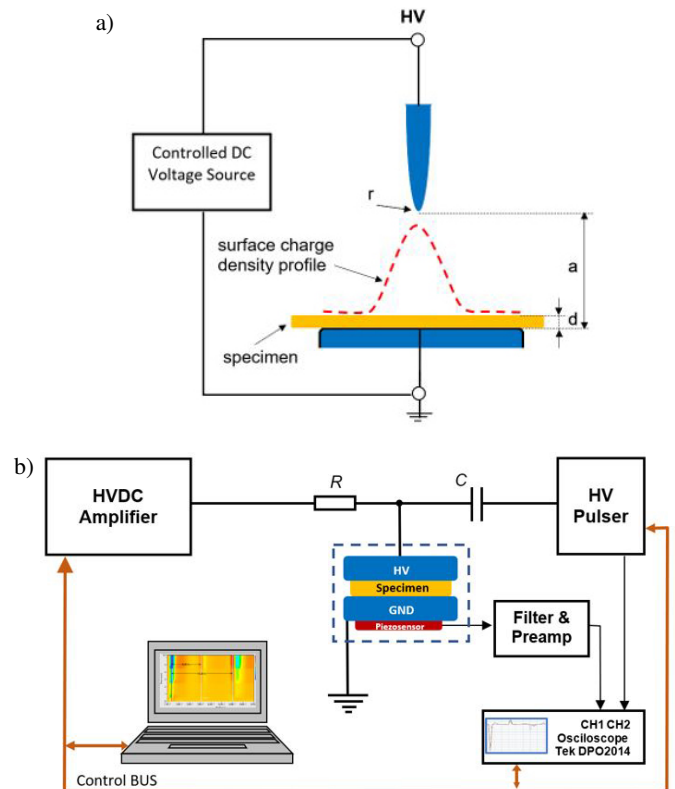 a)
HV
Controlled DC
Voltage Source
r
surface charge
density profile
a
d
specimen
b)
HVDC
Amplifier
R
C
HV
Pulser
HV
Specimen
GND
Piezosensor
Filter &
Preamp
CH1 CH2
Osciloscope
Tek DPO2014
Control BUS